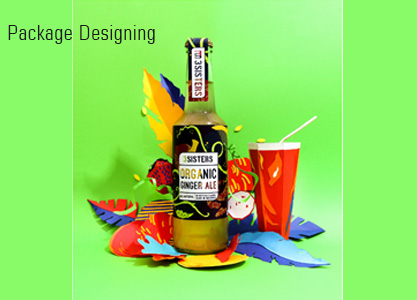 Package Designing
3SISTERS
3SISTERS
ORGANIC
GINGER ALE